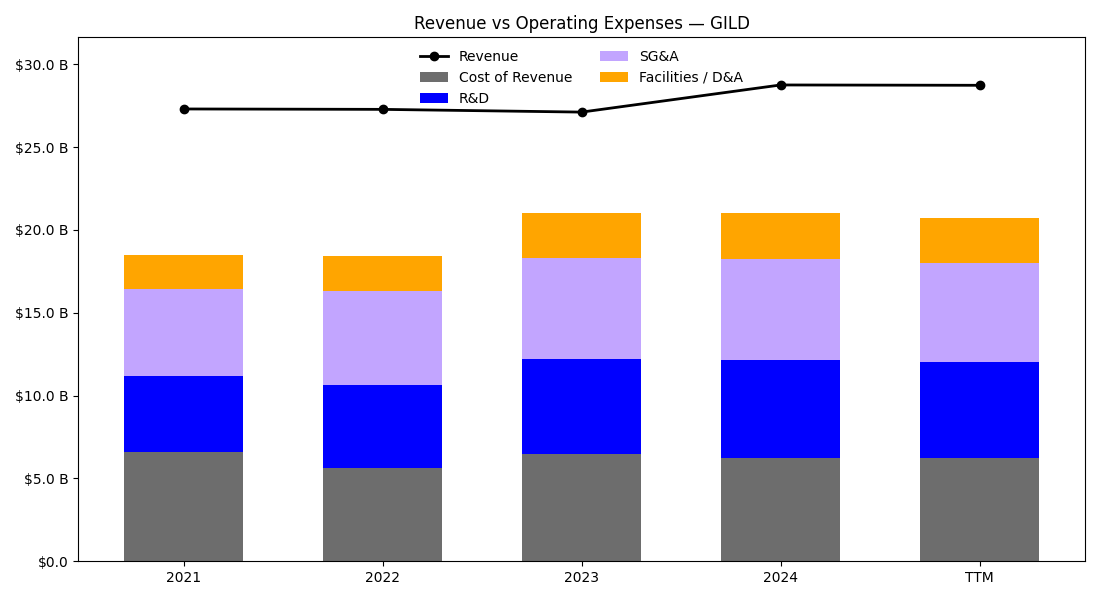 Revenue vs Operating Expenses — GILD
Revenue
Cost of Revenue
R&D
SG&A
Facilities / D&A
$30.0 B
$25.0 B
$20.0 B
$15.0 B
$10.0 B
$5.0 B
$0.0
2021
2022
2023
2024
TTM